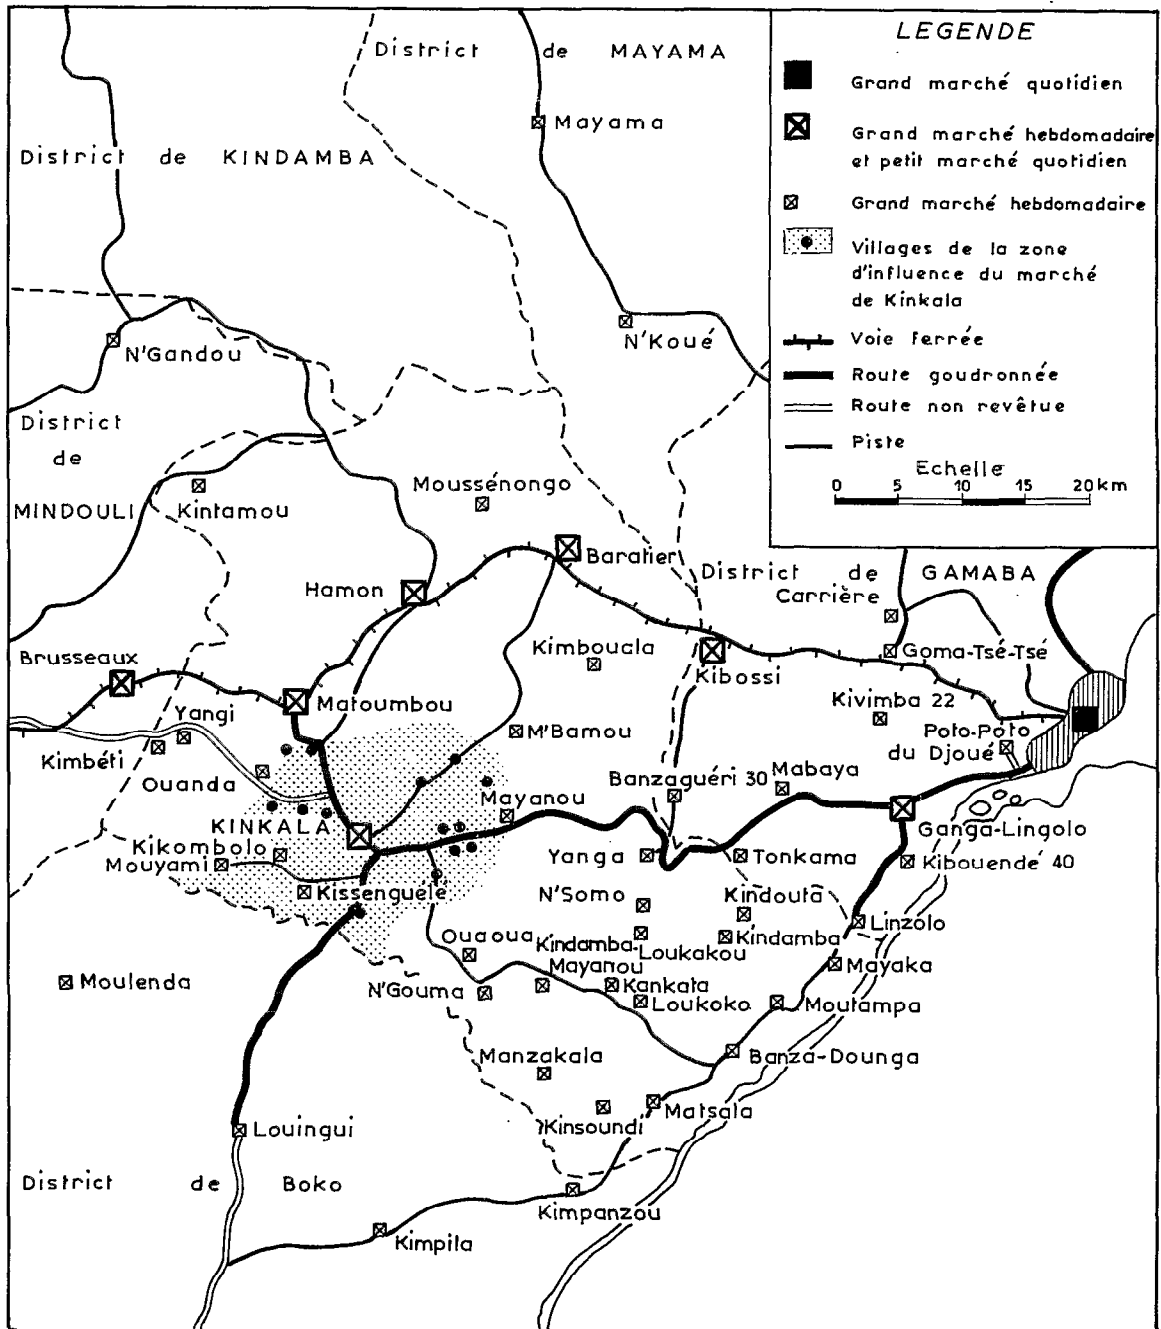 District de MAYAMA
Mayama
District de KINDAMBA
N'Gandou
N'Koué
District
de
MINDOULI
Kintamou
Moussénongo
Baratier
Hamon
LEGENDE
Grand marché quotidien
Grand marché hebdomadaire
et petit marché quotidien
Grand marché hebdomadaire
Villages de la zone
d'influence du marché
de Kinkala
Voie ferrée
Route goudronnée
Route non revêtue
Piste
Echelle
0 5 10 15 20 km
District de GAMABA
Carrière
Goma-Tsé-Tsé
Kimbouala
Kibossi
Brusseaux
Matoumbou
Yangi
Kimbéti
Ouanda
M'Bamou
Kivimba 22
Poto-Poto
du Djoué
Banzaguéri 30
Mabaya
Mayanou
KINKALA
Ganga-Lingolo
Kikombolo
Mouyami
Kissenguélé
Yanga
Tonkama
Kibouendé 40
N'Somo
Kindouta
Linzolo
Ouaoua
Kindamba-
Loukakou
Kindamba
Mayanou
Mayaka
Moulenda
N'Gouma
Kankata
Loukoko
Moutampa
Manzakala
Banza-Dounga
Kinsoundi
Matsala
Louingui
District de Boko
Kimpanzou
Kimpila